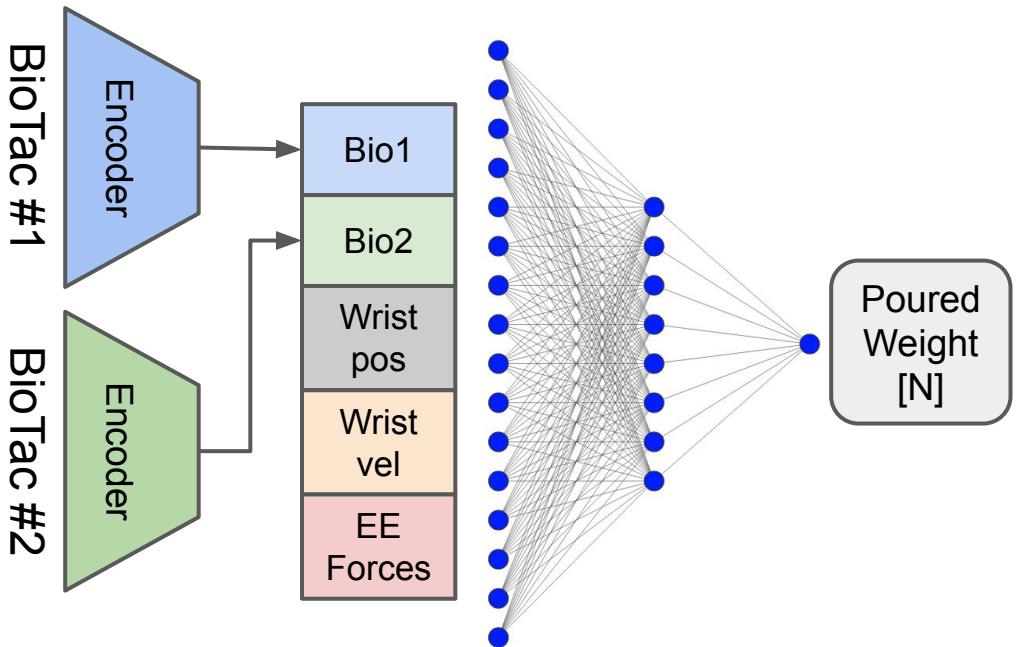 BioTac #1
Encoder
BioTac #2
Encoder
Bio1
Bio2
Wrist
pos
Wrist
vel
EE
Forces
Poured
Weight
[N]